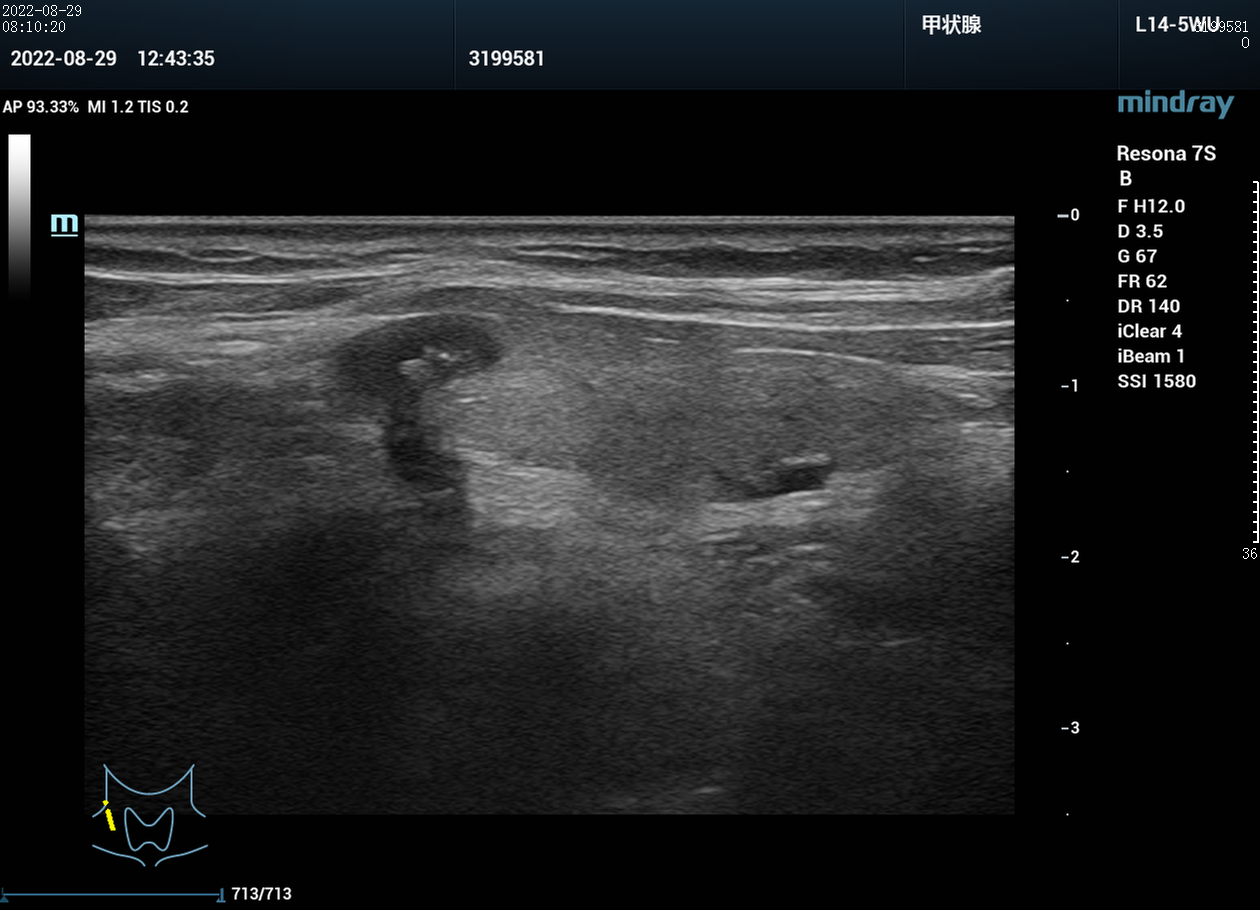 2022-08-29
08:10:20
甲状腺
L14-5WU
3199581
0
2022-08-29 12:43:35
3199581
AP 93.33% MI 1.2 TIS 0.2
mindray
Resona 7S
B
F H12.0
D 3.5
G 67
FR 62
DR 140
iClear 4
iBeam 1
SSI 1580
m
0
-1
-2
-3
36
713/713